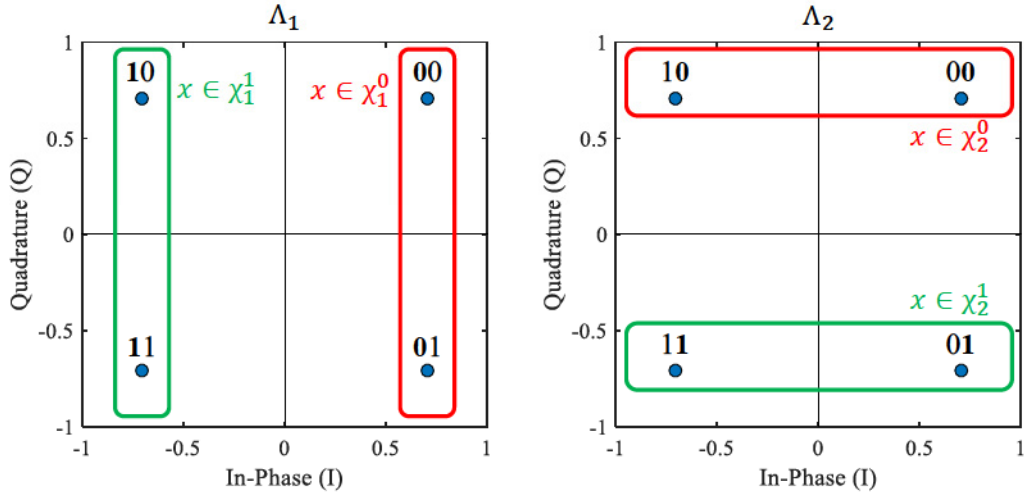 Λ₁
1
0.5
0
-0.5
-1
-1
-0.5
0
0.5
1
Quadrature (Q)
In-Phase (I)
10
00
x ∈ χ₁¹
x ∈ χ₁⁰
11
01
Λ₂
1
0.5
0
-0.5
-1
-1
-0.5
0
0.5
1
Quadrature (Q)
In-Phase (I)
10
00
x ∈ χ₂⁰
x ∈ χ₂¹
11
01